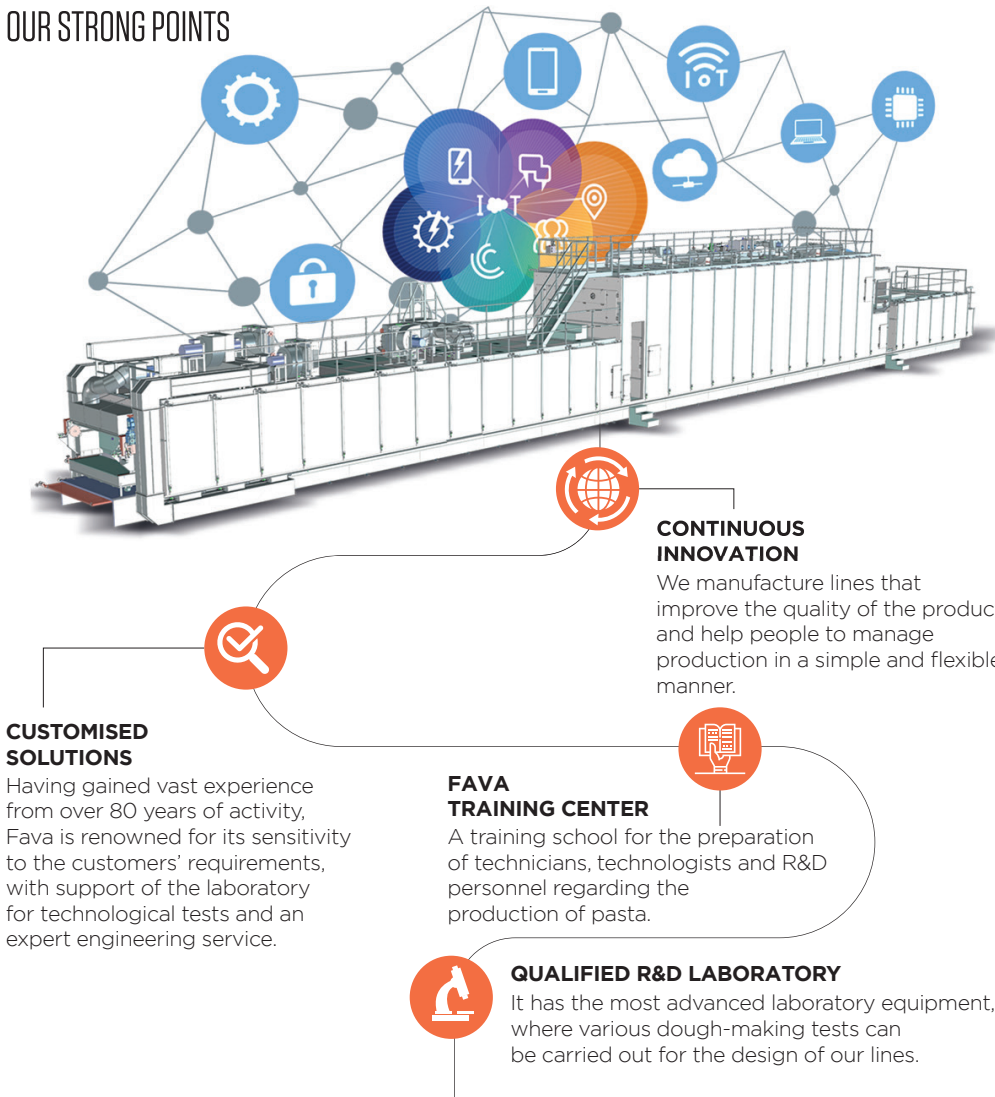 OUR STRONG POINTS
IoT
IoT
CONTINUOUS
INNOVATION
We manufacture lines that
improve the quality of the produc
and help people to manage
production in a simple and flexible
manner.
CUSTOMISED
SOLUTIONS
Having gained vast experience
from over 80 years of activity,
Fava is renowned for its sensitivity
to the customers’ requirements,
with support of the laboratory
for technological tests and an
expert engineering service.
FAVA
TRAINING CENTER
A training school for the preparation
of technicians, technologists and R&D
personnel regarding the
production of pasta.
QUALIFIED R&D LABORATORY
It has the most advanced laboratory equipment,
where various dough-making tests can
be carried out for the design of our lines.